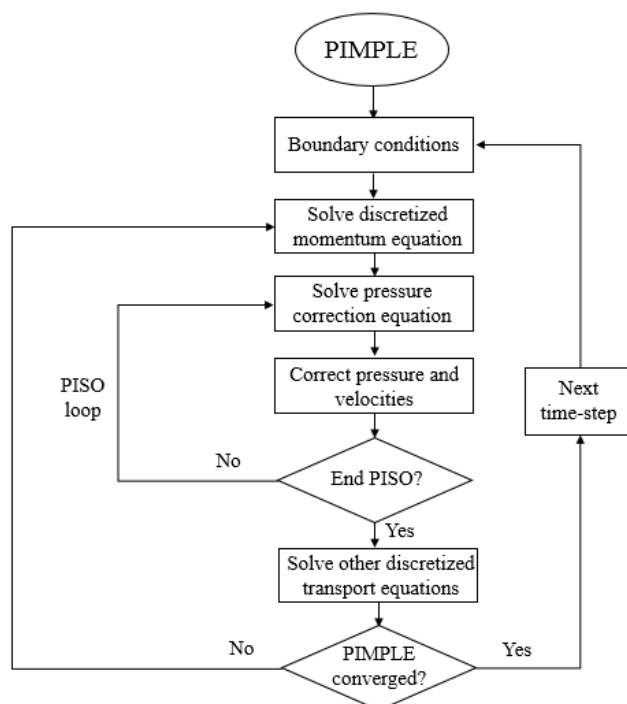 PIMPLE
Boundary conditions
Solve discretized
momentum equation
Solve pressure
correction equation
PISO
loop
Correct pressure and
velocities
Next
time-step
No
End PISO?
Yes
Solve other discretized
transport equations
No
PIMPLE
converged?
Yes